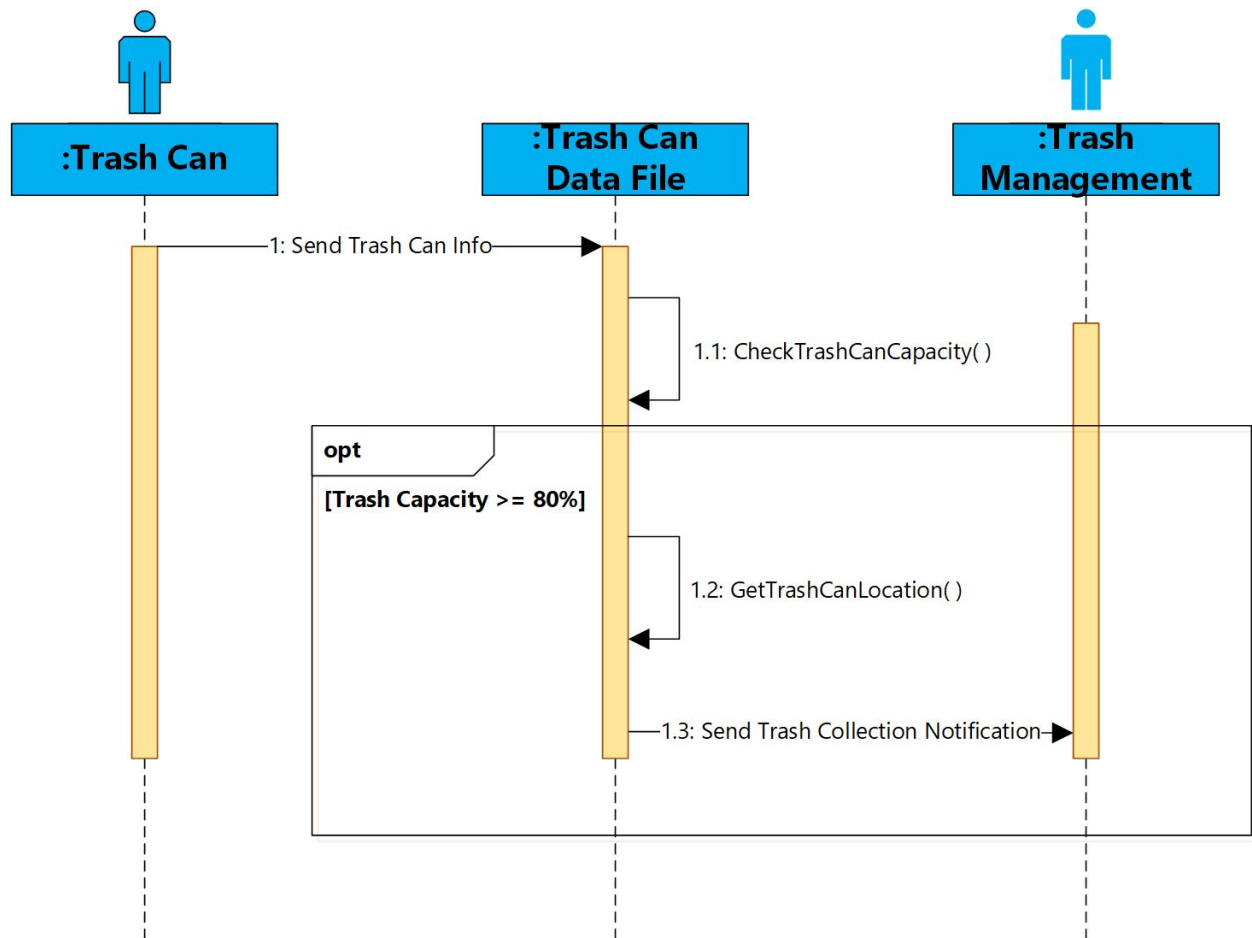 :Trash Can
:Trash Can
Data File
:Trash
Management
1: Send Trash Can Info
1.1: CheckTrashCanCapacity( )
opt
[Trash Capacity >= 80%]
1.2: GetTrashCanLocation( )
1.3: Send Trash Collection Notification